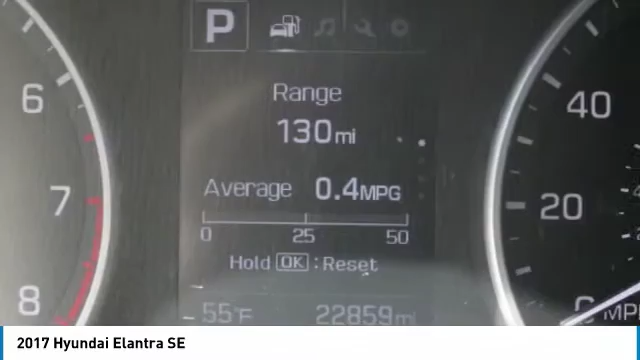 P
Range
130mi
Average 0.4MPG
0 25 50
Hold OK : Reset
55°F 22859mi
6
7
8
40
20
MPH
2017 Hyundai Elantra SE